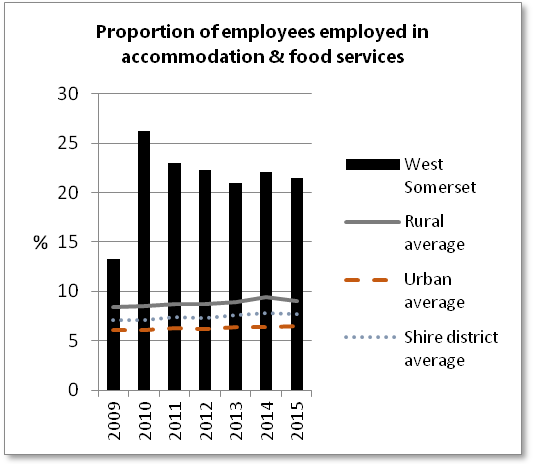 Proportion of employees employed in
accommodation & food services
30
25
20
15
10
5
0
%
2009
2010
2011
2012
2013
2014
2015
West
Somerset
Rural
average
Urban
average
Shire district
average